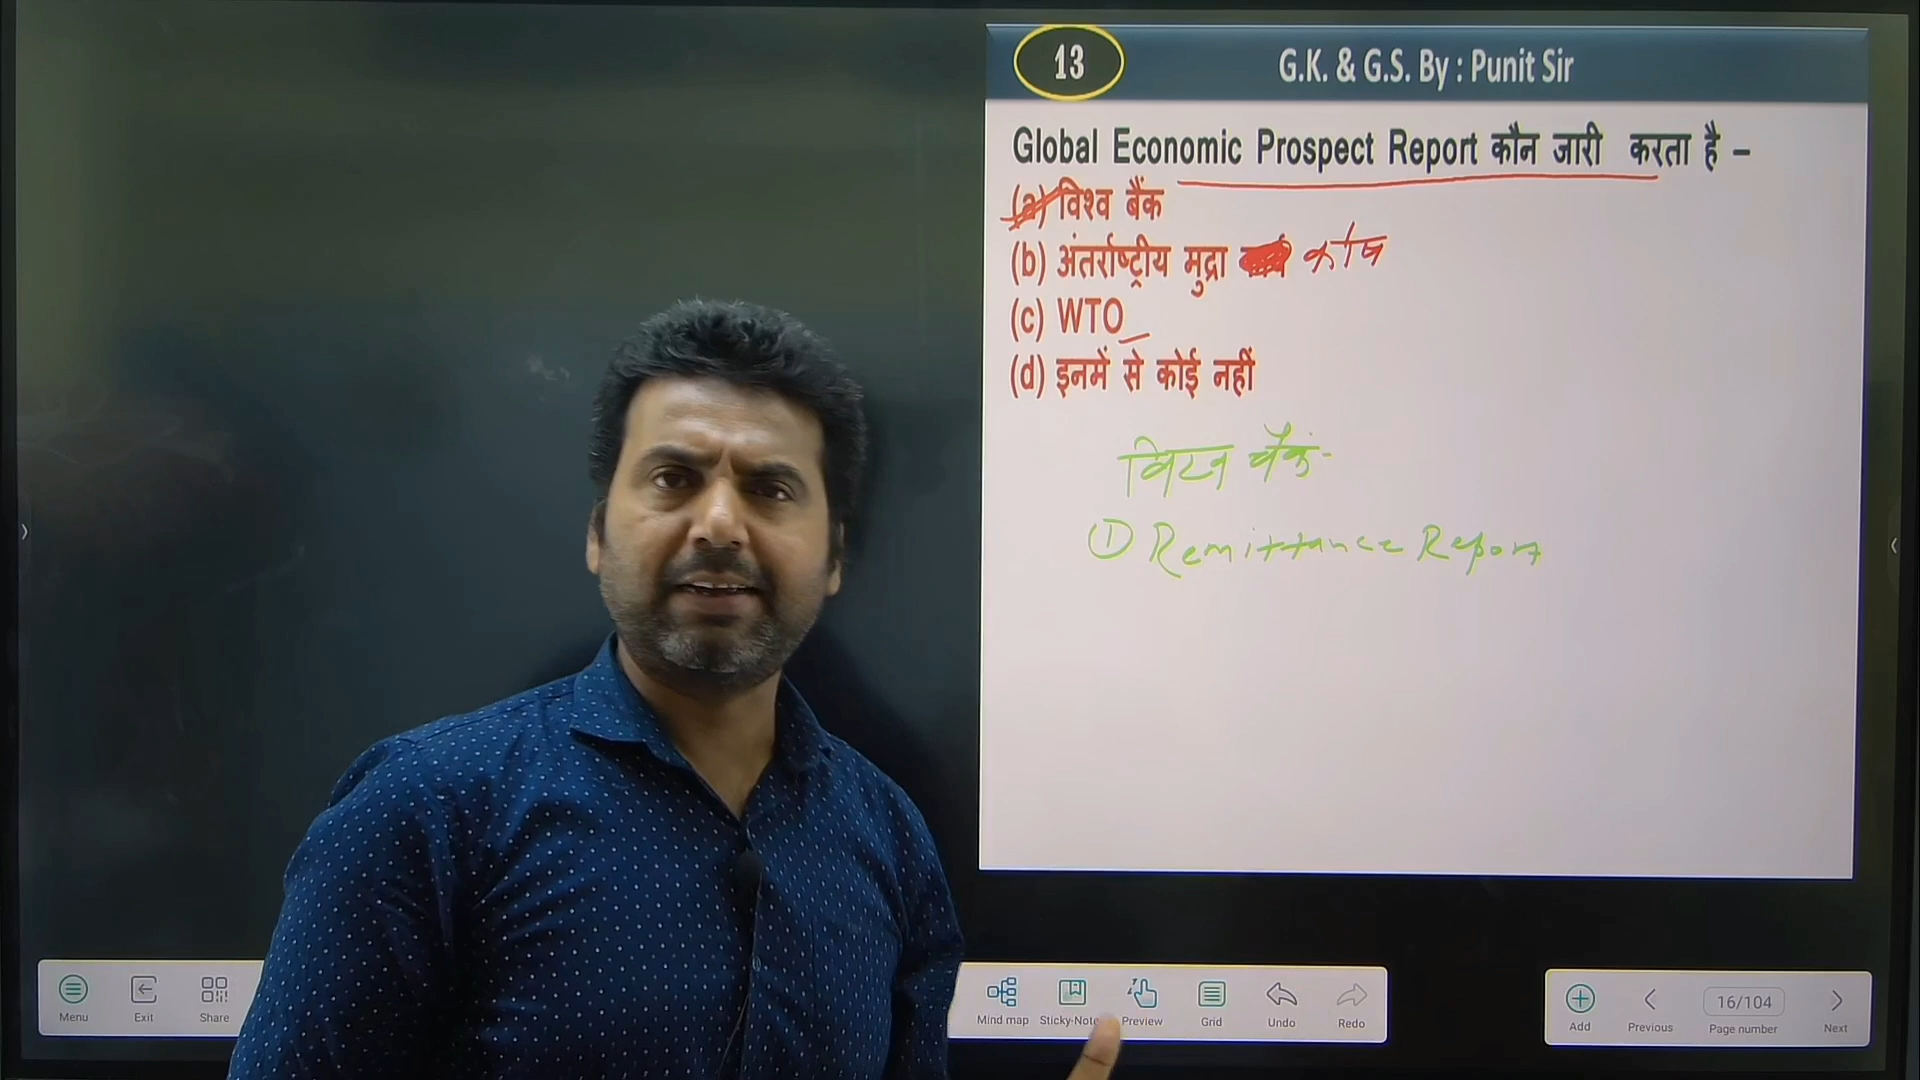 13
G.K. & G.S. By : Punit Sir
Global Economic Prospect Report कौन जारी करता है –
(a) विश्व बैंक
(b) अंतर्राष्ट्रीय मुद्रा कोष
(c) WTO
(d) इनमें से कोई नहीं
विश्व बैंक-
① Remittance Report
Menu
Exit
Share
Mind map
Sticky-Note
Preview
Grid
Undo
Redo
Add
Previous
16/104
Page number
Next